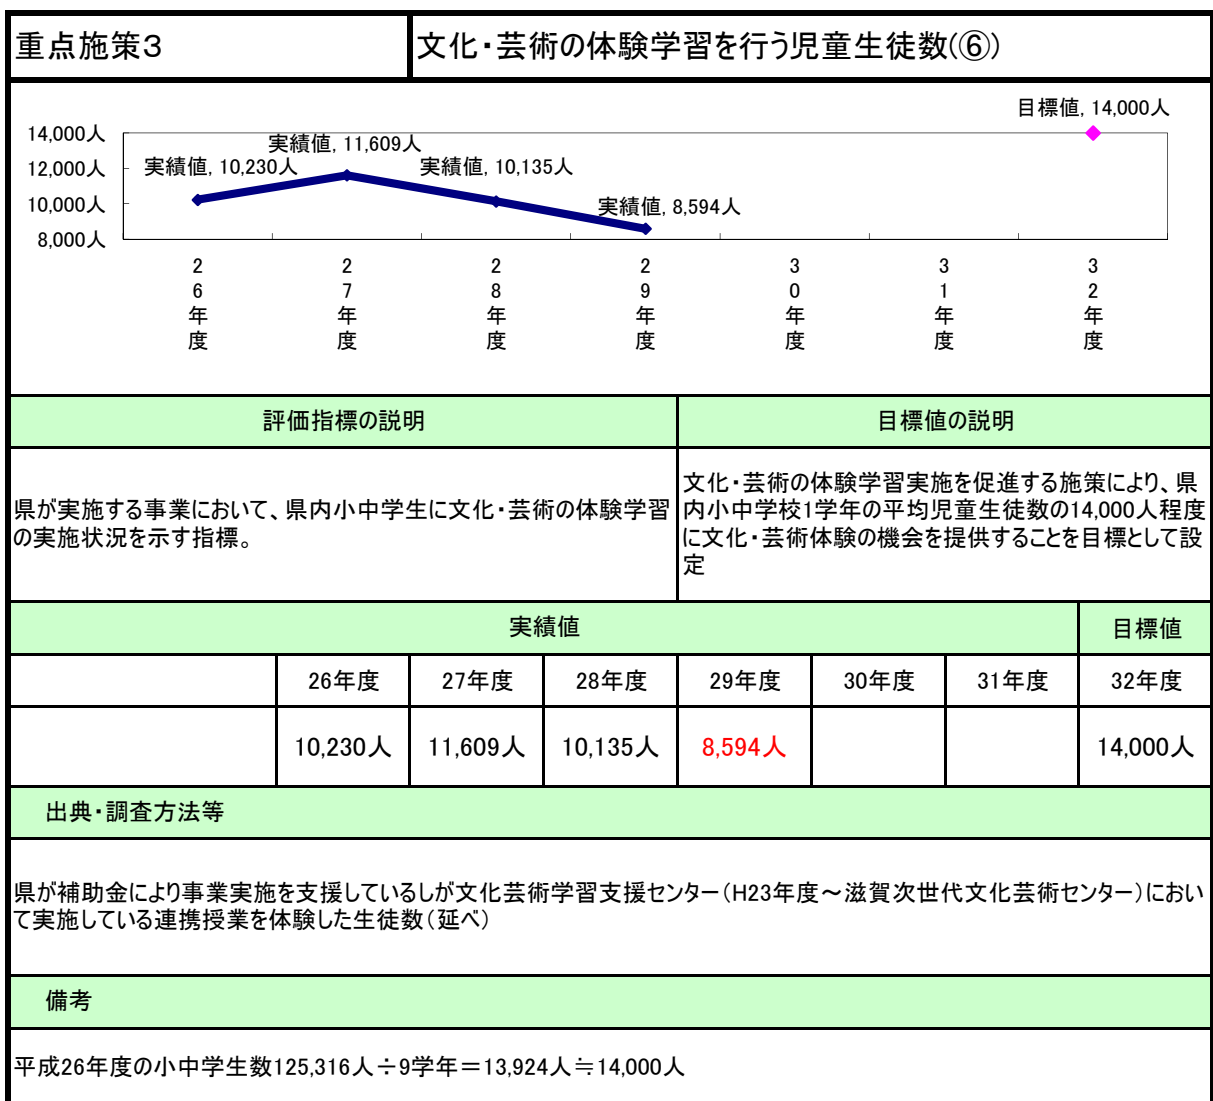 重点施策3
文化・芸術の体験学習を行う児童生徒数(⑥)
目標値, 14,000人
14,000人
12,000人
10,000人
8,000人
実績値, 10,230人
実績値, 11,609人
実績値, 10,135人
実績値, 8,594人
26年度
27年度
28年度
29年度
30年度
31年度
32年度
評価指標の説明
目標値の説明
県が実施する事業において、県内小中学生に文化・芸術の体験学習
の実施状況を示す指標。
文化・芸術の体験学習実施を促進する施策により、県
内小中学校1学年の平均児童生徒数の14,000人程度
に文化・芸術体験の機会を提供することを目標として設
定
実績値
目標値
26年度 27年度 28年度 29年度 30年度 31年度 32年度
10,230人 11,609人 10,135人 8,594人 14,000人
出典・調査方法等
県が補助金により事業実施を支援しているしが文化芸術学習支援センター(H23年度~滋賀次世代文化芸術センター)におい
て実施している連携授業を体験した生徒数(延べ)
備考
平成26年度の小中学生数125,316人÷9学年=13,924人≒14,000人